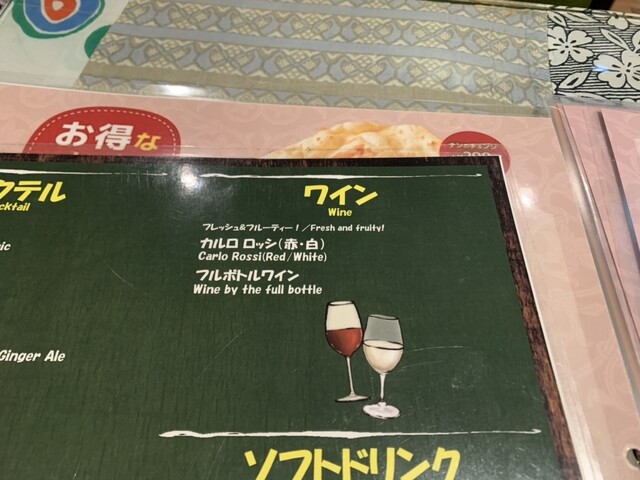 お得な
クテル
cktail
ic
Ginger Ale
ワイン
Wine
フレッシュ&フルーティー!/Fresh and fruity!
カルロ ロッシ(赤・白)
Carlo Rossi(Red/White)
フルボトルワイン
Wine by the full bottle
ソフトドリンク